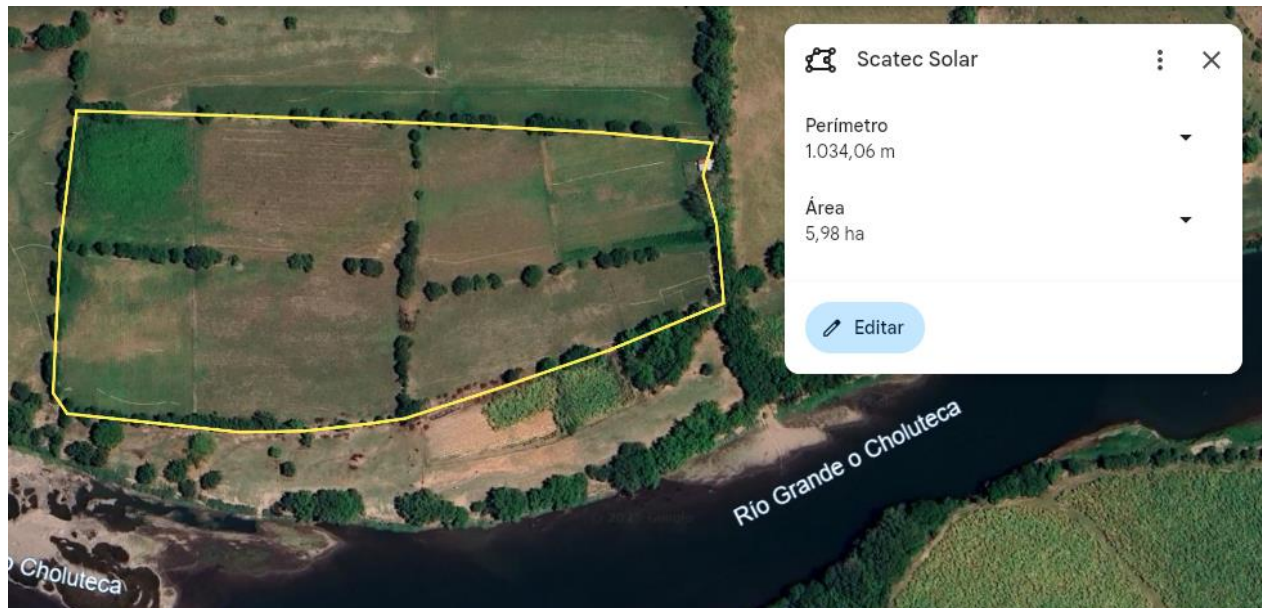 Scatec Solar
Perímetro
1.034,06 m
Área
5,98 ha
Editar
Río Grande o Choluteca
o Choluteca